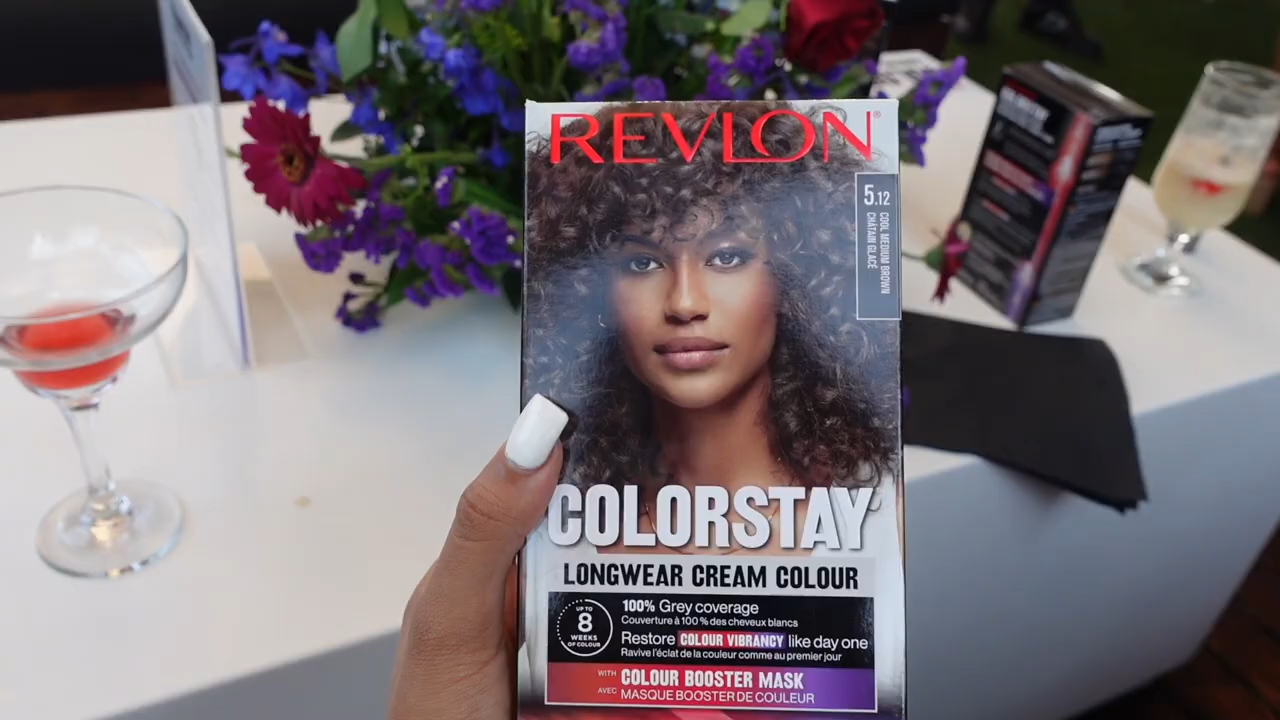 REVLON®
5.12
COOL MEDIUM BROWN
CHÂTAIN GLACÉ
COLORSTAY
LONGWEAR CREAM COLOUR
UP TO
8
WEEKS
OF COLOUR
100% Grey coverage
Couverture à 100 % des cheveux blancs
Restore COLOUR VIBRANCY like day one
Ravive l'éclat de la couleur comme au premier jour
WITH COLOUR BOOSTER MASK
AVEC MASQUE BOOSTER DE COULEUR